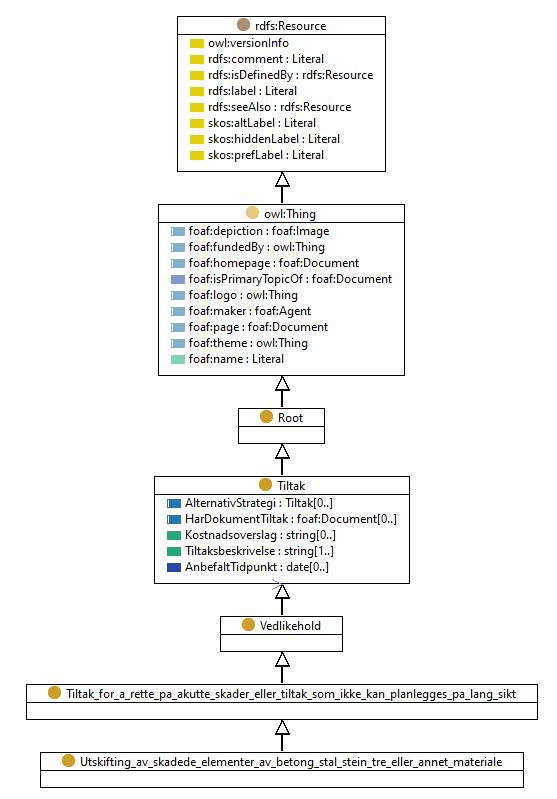 rdfs:Resource
owl:versionInfo
rdfs:comment : Literal
rdfs:isDefinedBy : rdfs:Resource
rdfs:label : Literal
rdfs:seeAlso : rdfs:Resource
skos:altLabel : Literal
skos:hiddenLabel : Literal
skos:prefLabel : Literal
owl:Thing
foaf:depiction : foaf:Image
foaf:fundedBy : owl:Thing
foaf:homepage : foaf:Document
foaf:isPrimaryTopicOf : foaf:Document
foaf:logo : owl:Thing
foaf:maker : foaf:Agent
foaf:page : foaf:Document
foaf:theme : owl:Thing
foaf:name : Literal
Root
Tiltak
AlternativStrategi : Tiltak[0..]
HarDokumentTiltak : foaf:Document[0..]
Kostnadsoverslag : string[0..]
Tiltaksbeskrivelse : string[1..]
AnbefaltTidpunkt : date[0..]
Vedlikehold
Tiltak_for_a_rette_pa_akutte_skader_eller_tiltak_som_ikke_kan_planlegges_pa_lang_sikt
Utskifting_av_skadede_elementer_av_betong_stal_stein_tre_eller_annet_materiale